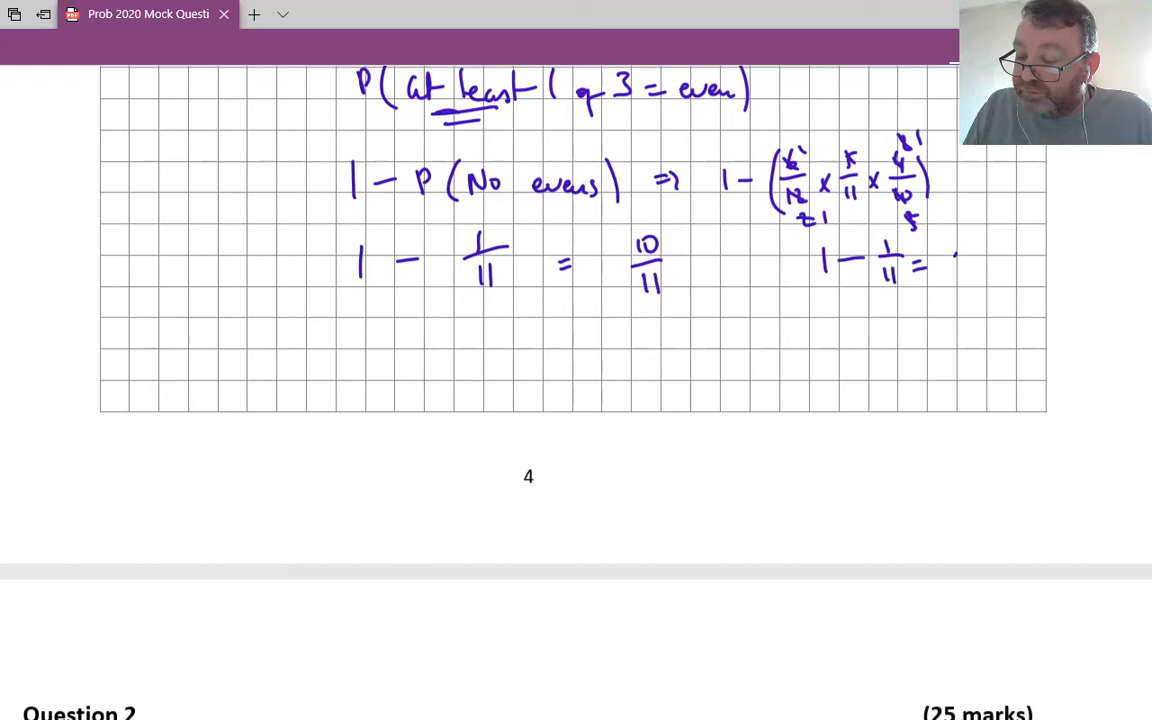 Prob 2020 Mock Questi
P(at least 1 of 3 = even)
1 - P(No evens) => 1 - (6/12 x 5/11 x 4/10)
1 - 1/11 = 10/11
1 - 1/11 =
4
Question 2
(25 marks)